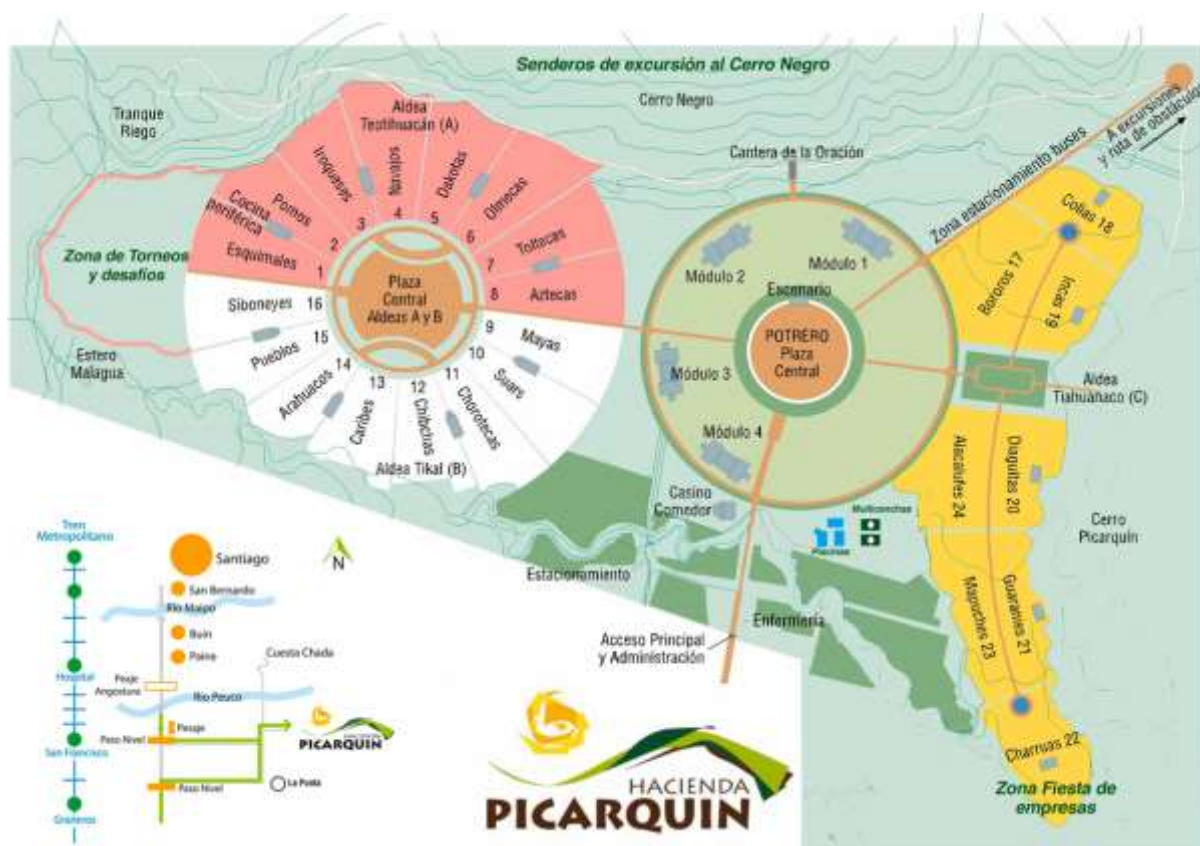 Senderos de excursión al Cerro Negro
Cerro Negro
Tranque
Riego
Aldea
Teotihuacán (A)
Cantera de la Oración
A excursiones
y ruta de obstáculos
Zona estacionamiento buses
Zona de Torneos
y desafíos
Esquimales
1
Cocina
periférica
Pomos
2
Iroquases
3
Navajos
4
Dakotas
5
Olmecas
6
Toltecas
7
Aztecas
8
Plaza
Central
Aldeas A y B
Mayas
9
Suars
10
Chorotecas
11
Chibchas
12
Caribes
13
Arahuacos
14
Pueblos
15
Siboneyes
16
Aldea Tikal (B)
Estero
Malagua
Módulo 2
Módulo 1
Escenario
POTRERO
Plaza
Central
Módulo 3
Módulo 4
Collas 18
Bororos 17
Incas 19
Aldea
Tiahuanaco (C)
Alacalufes 24
Diaguitas 20
Cerro
Picarquín
Mapuches 23
Guaranies 21
Charruas 22
Zona Fiesta de
empresas
Casino
Comedor
Multicanchas
Piscinas
Estacionamiento
Enfermería
Acceso Principal
y Administración
Tren
Metropolitano
Santiago
N
San Bernardo
Río Maipo
Buin
Paine
Hospital
Peaje
Angostura
Cuesta Chada
Río Peuco
Peaje
Paso Nivel
San Francisco
HACIENDA
PICARQUIN
Paso Nivel
La Punta
Graneros
HACIENDA
PICARQUIN